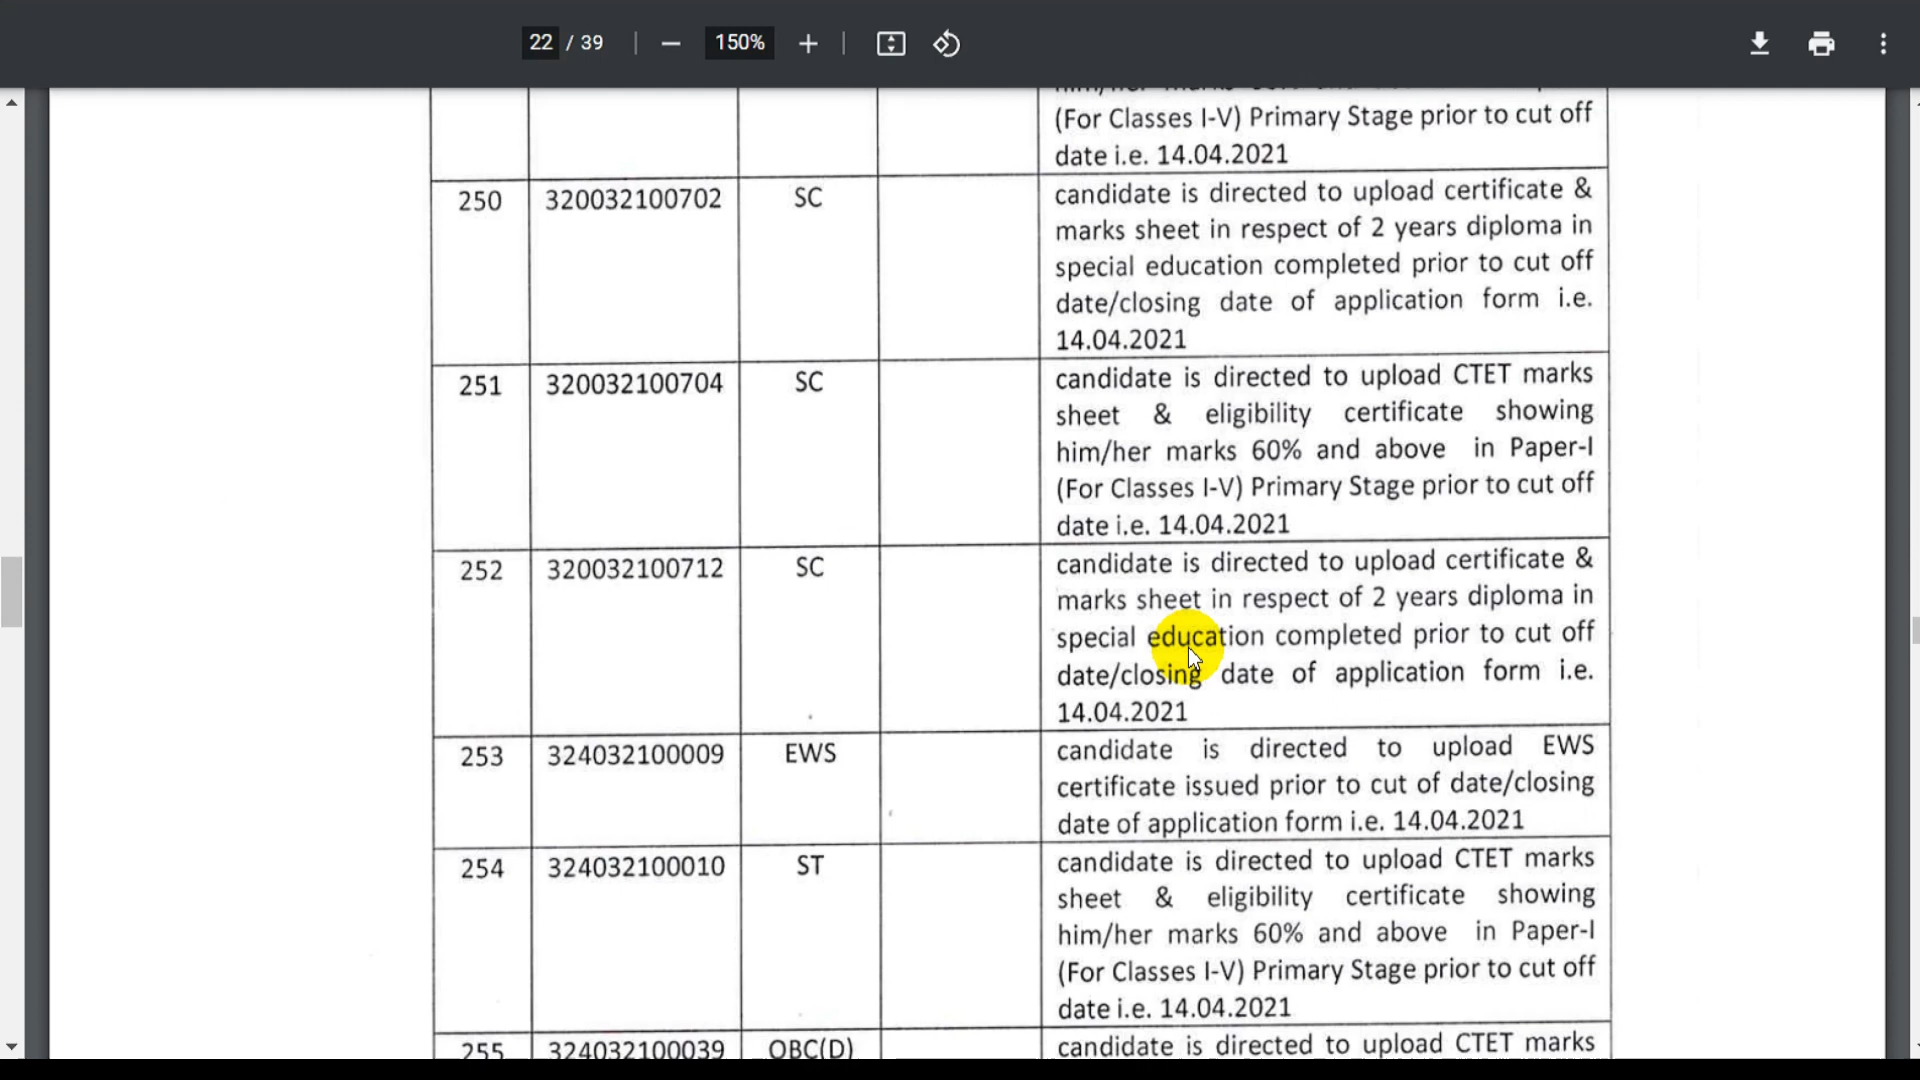 22 / 39
150%
(For Classes I-V) Primary Stage prior to cut off
date i.e. 14.04.2021
250 320032100702 SC candidate is directed to upload certificate &
marks sheet in respect of 2 years diploma in
special education completed prior to cut off
date/closing date of application form i.e.
14.04.2021
251 320032100704 SC candidate is directed to upload CTET marks
sheet & eligibility certificate showing
him/her marks 60% and above in Paper-I
(For Classes I-V) Primary Stage prior to cut off
date i.e. 14.04.2021
252 320032100712 SC candidate is directed to upload certificate &
marks sheet in respect of 2 years diploma in
special education completed prior to cut off
date/closing date of application form i.e.
14.04.2021
253 324032100009 EWS candidate is directed to upload EWS
certificate issued prior to cut of date/closing
date of application form i.e. 14.04.2021
254 324032100010 ST candidate is directed to upload CTET marks
sheet & eligibility certificate showing
him/her marks 60% and above in Paper-I
(For Classes I-V) Primary Stage prior to cut off
date i.e. 14.04.2021
255 324032100039 OBC(D) candidate is directed to upload CTET marks